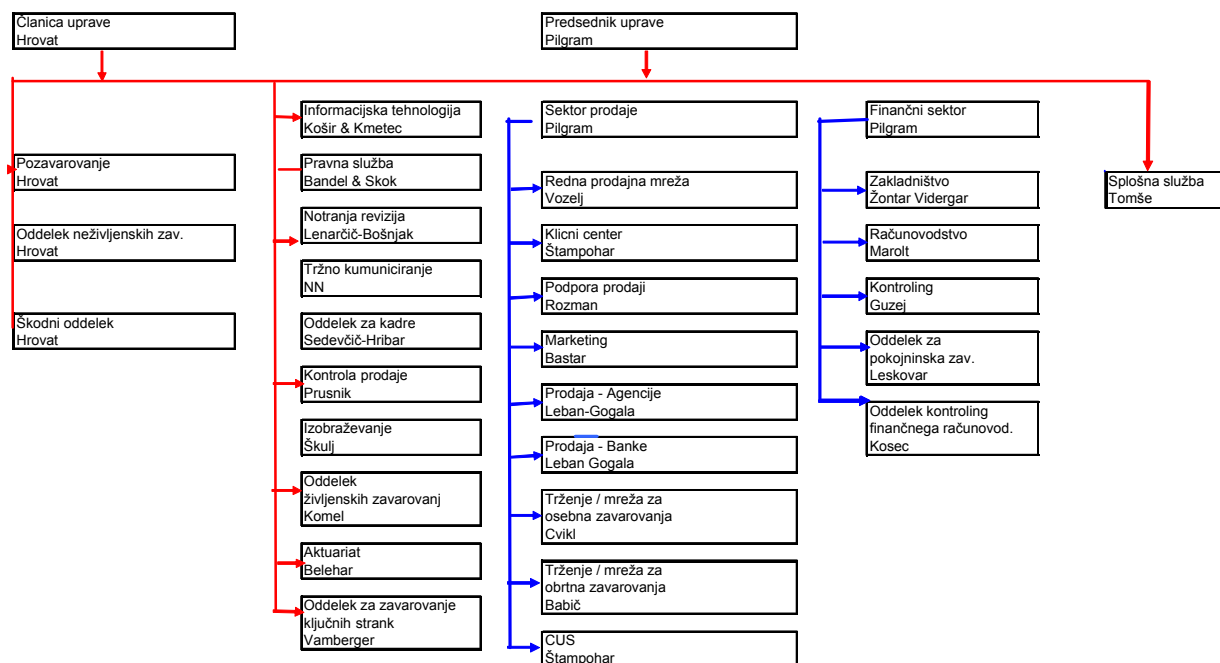 Članica uprave
Hrovat
Predsednik uprave
Pilgram
Pozavarovanje
Hrovat
Oddelek neživljenskih zav.
Hrovat
Škodni oddelek
Hrovat
Informacijska tehnologija
Košir & Kmetec
Pravna služba
Bandel & Skok
Notranja revizija
Lenarčič-Bošnjak
Tržno kumuniciranje
NN
Oddelek za kadre
Sedevčič-Hribar
Kontrola prodaje
Prusnik
Izobraževanje
Škulj
Oddelek
življenskih zavarovanj
Komel
Aktuariat
Belehar
Oddelek za zavarovanje
ključnih strank
Vamberger
Sektor prodaje
Pilgram
Redna prodajna mreža
Vozelj
Klicni center
Štampohar
Podpora prodaji
Rozman
Marketing
Bastar
Prodaja - Agencije
Leban-Gogala
Prodaja - Banke
Leban Gogala
Trženje / mreža za
osebna zavarovanja
Cvikl
Trženje / mreža za
obrtna zavarovanja
Babič
CUS
Štampohar
Finančni sektor
Pilgram
Zakladništvo
Žontar Vidergar
Računovodstvo
Marolt
Kontroling
Guzej
Oddelek za
pokojninska zav.
Leskovar
Oddelek kontroling
finančnega računovod.
Kosec
Splošna služba
Tomše